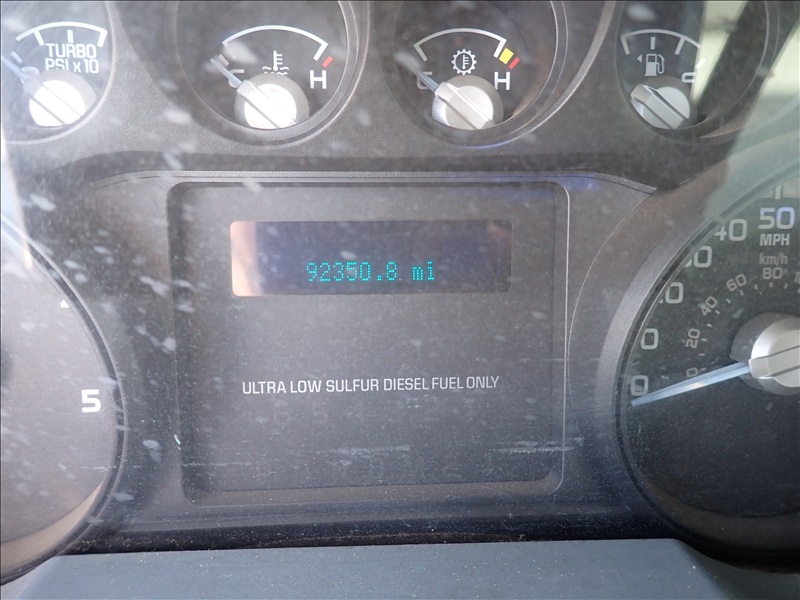 TURBO
PSI x 10
C H
C H
92350.8 mi
ULTRA LOW SULFUR DIESEL FUEL ONLY
5
50
MPH
km/h
40
80
60
40
20
0